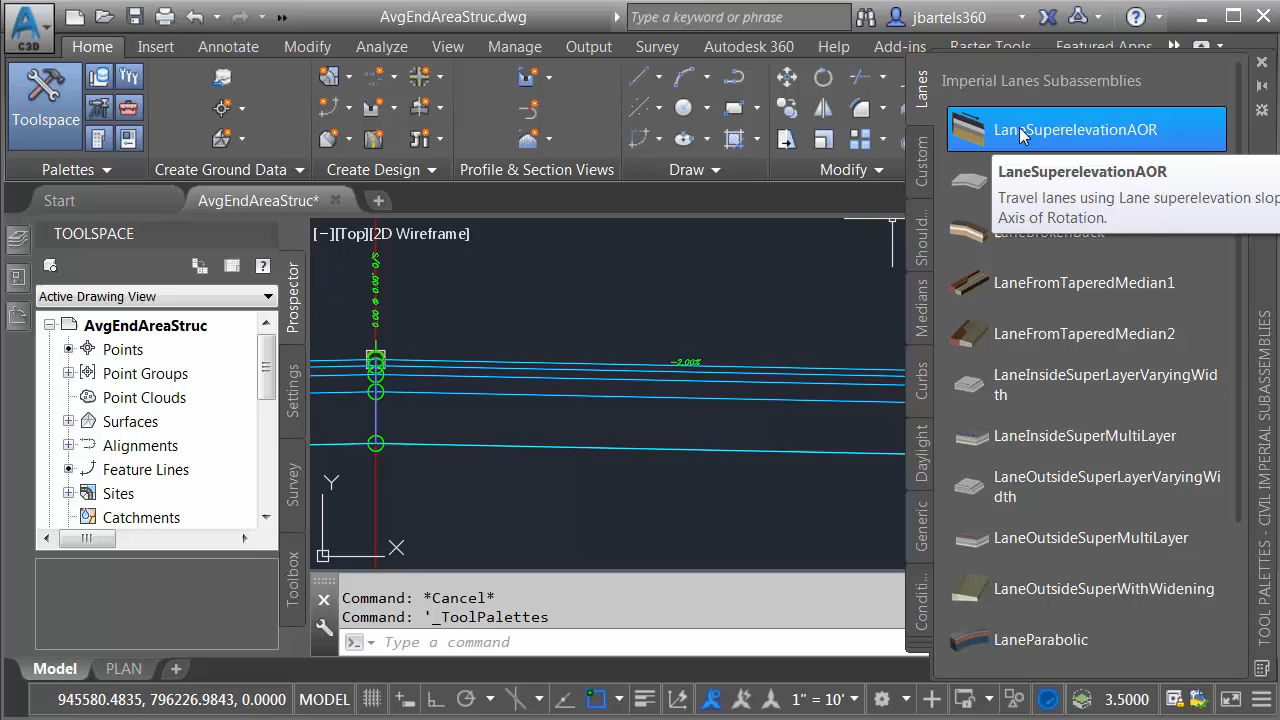 AvgEndAreaStruc.dwg
Type a keyword or phrase
jbartels360
C3D
Home
Insert
Annotate
Modify
Analyze
View
Manage
Output
Survey
Autodesk 360
Help
Add-ins
Raster Tools
Featured Apps
Toolspace
Palettes
Create Ground Data
Create Design
Profile & Section Views
Draw
Modify
Start
AvgEndAreaStruc*
TOOLSPACE
Active Drawing View
AvgEndAreaStruc
Points
Point Groups
Point Clouds
Surfaces
Alignments
Feature Lines
Sites
Catchments
Prospector
Settings
Survey
Toolbox
[−][Top][2D Wireframe]
-2.00%
Y
X
Command: *Cancel*
Command: '_ToolPalettes
Type a command
Lanes
Custom
Should...
Medians
Curbs
Daylight
Generic
Conditi...
Imperial Lanes Subassemblies
LaneSuperelevationAOR
LaneSuperelevationAOR
Travel lanes using Lane superelevation slop
Axis of Rotation.
LaneBrokenBack
LaneFromTaperedMedian1
LaneFromTaperedMedian2
LaneInsideSuperLayerVaryingWid
th
LaneInsideSuperMultiLayer
LaneOutsideSuperLayerVaryingWi
dth
LaneOutsideSuperMultiLayer
LaneOutsideSuperWithWidening
LaneParabolic
TOOL PALETTES - CIVIL IMPERIAL SUBASSEMBLIES
Model
PLAN
945580.4835, 796226.9843, 0.0000
MODEL
1" = 10'
3.5000